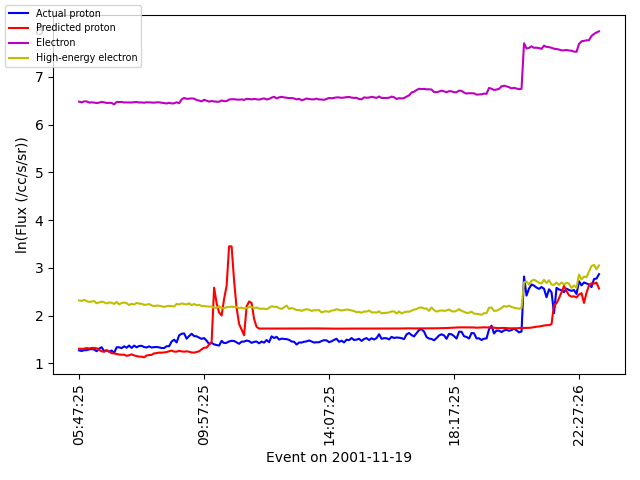 Actual proton
Predicted proton
Electron
High-energy electron
7
6
5
4
3
2
1
ln(Flux (/cc/s/sr))
05:47:25
09:57:25
14:07:25
18:17:25
22:27:26
Event on 2001-11-19